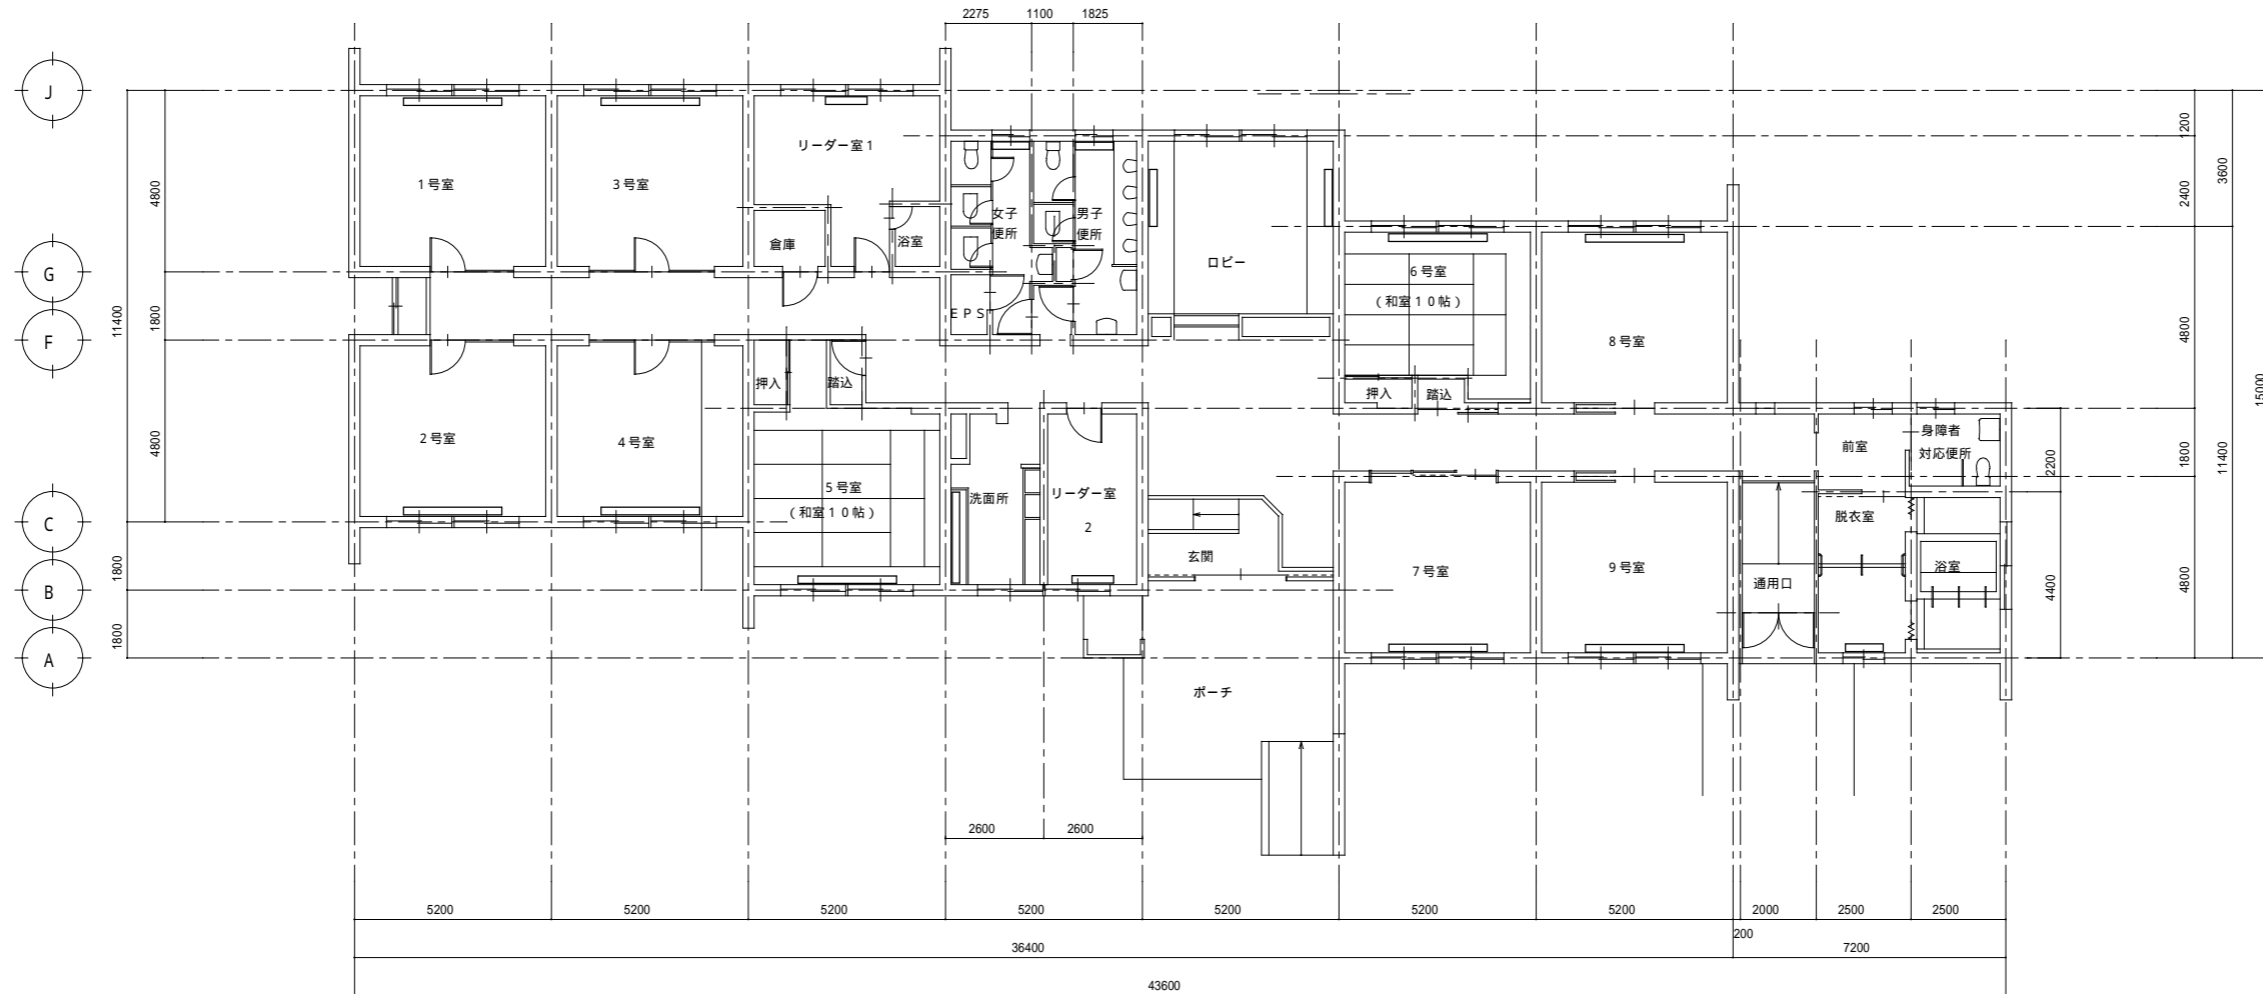 2275
1100
1825
J
G
F
C
B
A
4800
1800
4800
11400
1800
1800
1号室
3号室
リーダー室1
倉庫
浴室
女子
便所
男子
便所
EPS
ロビー
6号室
(和室10帖)
8号室
押入
踏込
押入
踏込
2号室
4号室
5号室
(和室10帖)
洗面所
リーダー室
2
玄関
7号室
9号室
前室
身障者
対応便所
脱衣室
浴室
通用口
ポーチ
1200
2400
3600
4800
1800
11400
4800
15000
2200
4400
2600
2600
5200
5200
5200
5200
5200
5200
5200
2000
2500
2500
200
36400
7200
43600